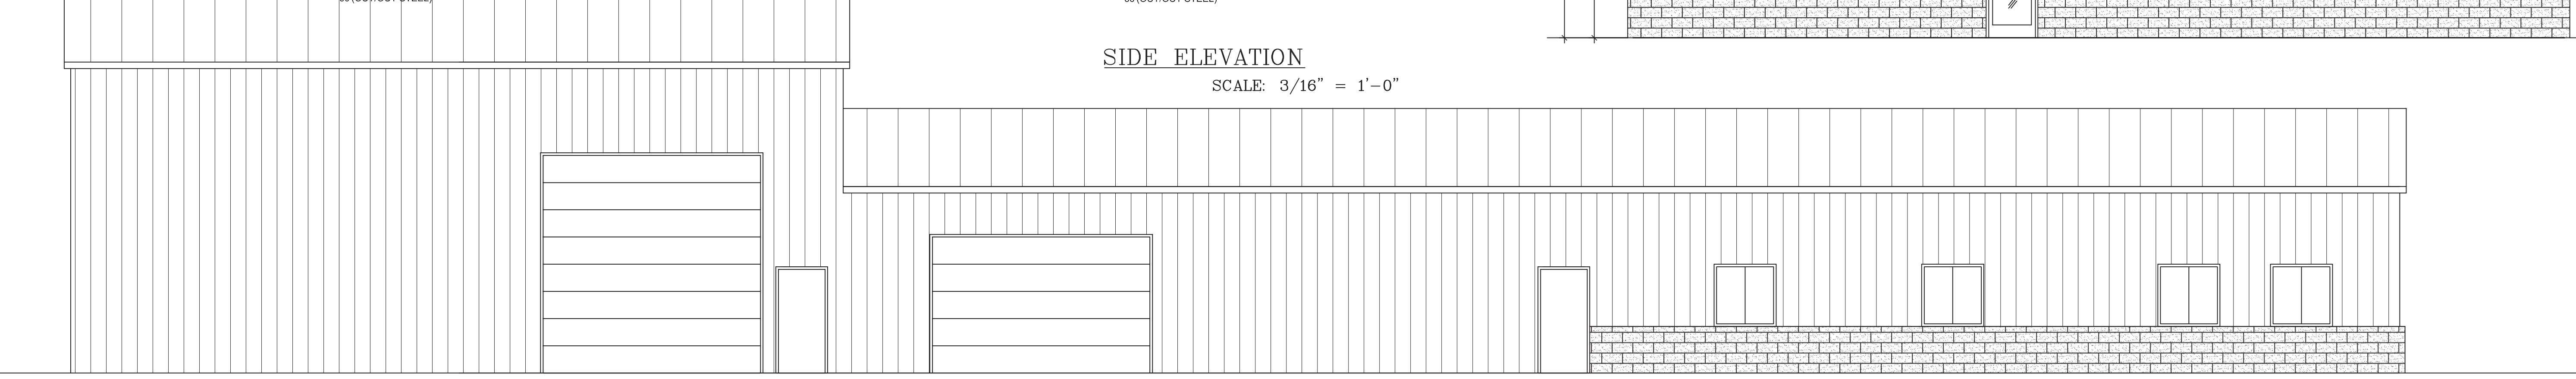 SIDE ELEVATION
SCALE: 3/16" = 1'-0"